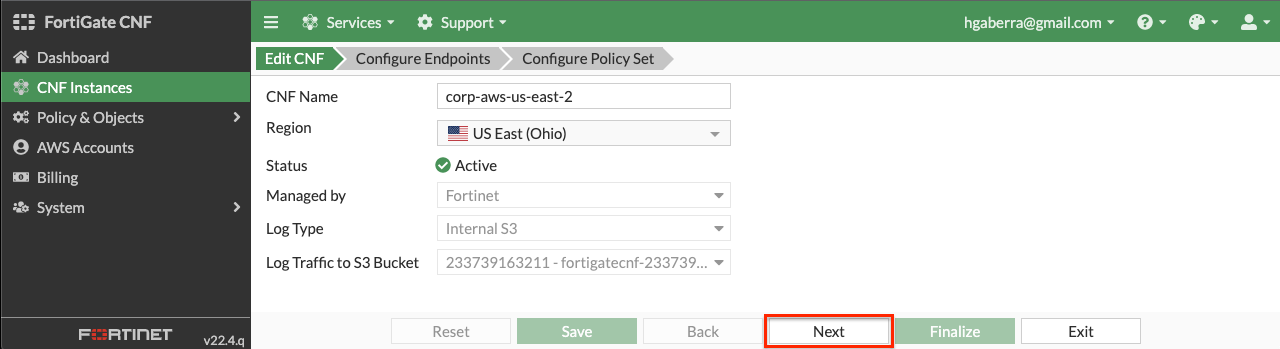 FortiGate CNF
Services
Support
hgaberra@gmail.com
Dashboard
CNF Instances
Policy & Objects
AWS Accounts
Billing
System
FORTINET
v22.4.q
Edit CNF
Configure Endpoints
Configure Policy Set
CNF Name
corp-aws-us-east-2
Region
US East (Ohio)
Status
Active
Managed by
Fortinet
Log Type
Internal S3
Log Traffic to S3 Bucket
233739163211 - fortigatecnf-233739...
Reset
Save
Back
Next
Finalize
Exit